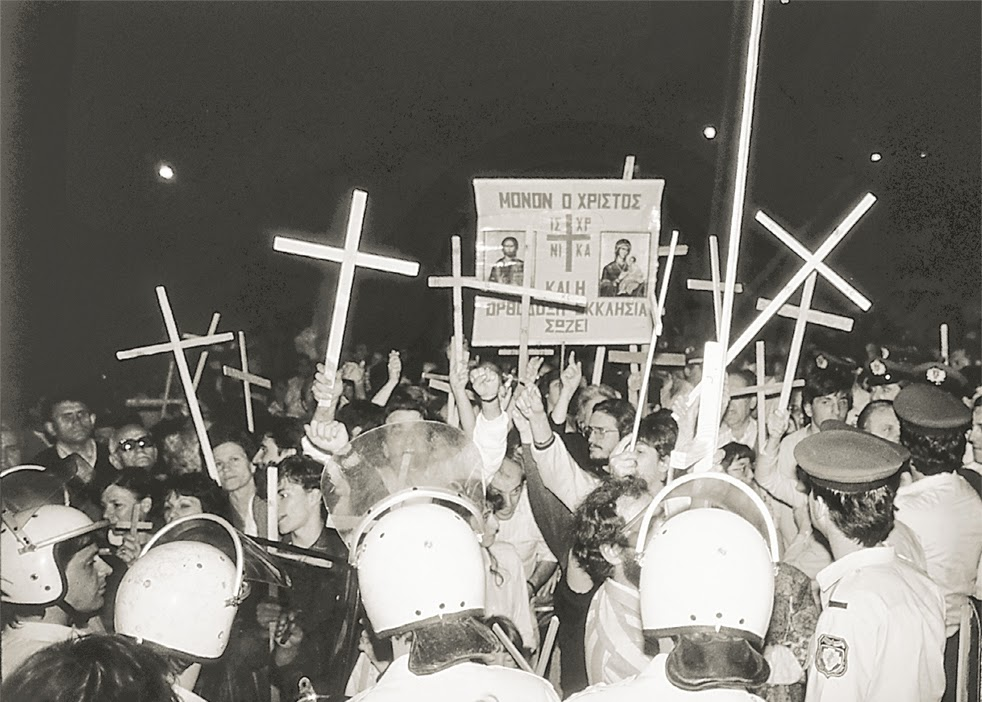 ΜΟΝΟΝ Ο ΧΡΙΣΤΟΣ
ΙΣ ΧΡ
ΝΙ ΚΑ
ΚΑΙ Η
ΟΡΘΟΔΟΞΗ ΕΚΚΛΗΣΙΑ
ΣΩΖΕΙ